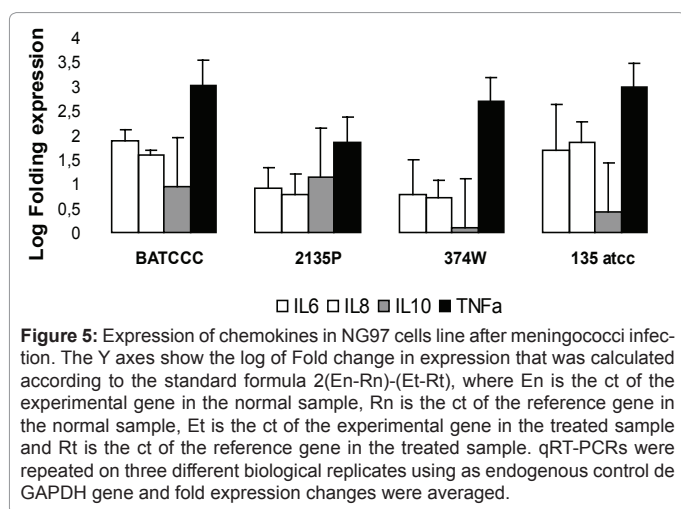 4
3,5
3
2,5
2
1,5
1
0,5
0
Log Folding expression
BATCCC 2135P 374W 135 atcc
IL6 IL8 IL10 TNFa
Figure 5: Expression of chemokines in NG97 cells line after meningococci infec-
tion. The Y axes show the log of Fold change in expression that was calculated
according to the standard formula 2(En-Rn)-(Et-Rt), where En is the ct of the
experimental gene in the normal sample, Rn is the ct of the reference gene in
the normal sample, Et is the ct of the experimental gene in the treated sample
and Rt is the ct of the reference gene in the treated sample. qRT-PCRs were
repeated on three different biological replicates using as endogenous control de
GAPDH gene and fold expression changes were averaged.